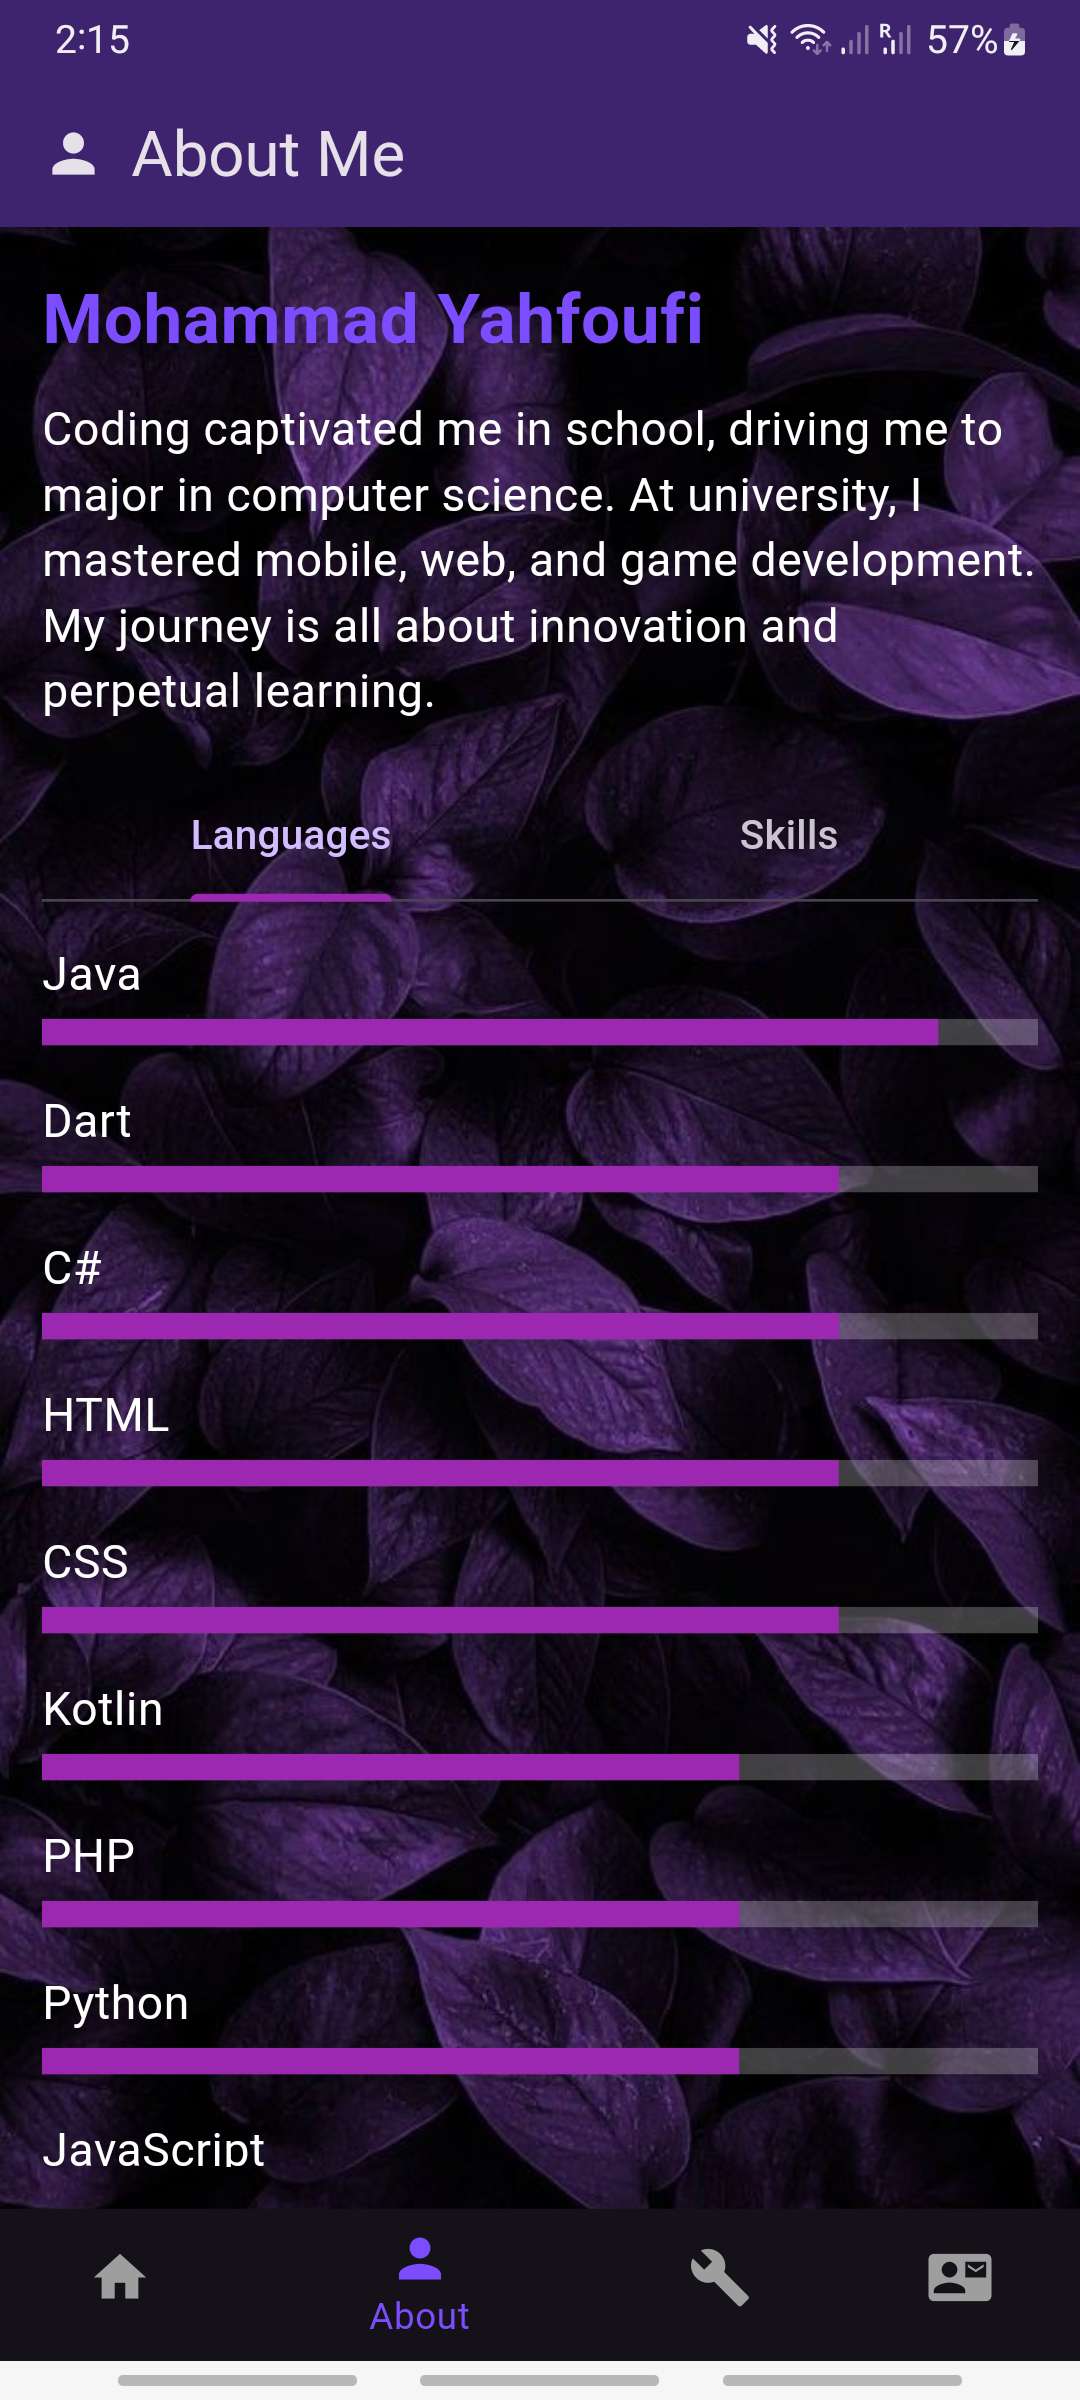 2:15
R
57%
About Me
Mohammad Yahfoufi
Coding captivated me in school, driving me to
major in computer science. At university, I
mastered mobile, web, and game development.
My journey is all about innovation and
perpetual learning.
Languages
Skills
Java
Dart
C#
HTML
CSS
Kotlin
PHP
Python
JavaScript
About